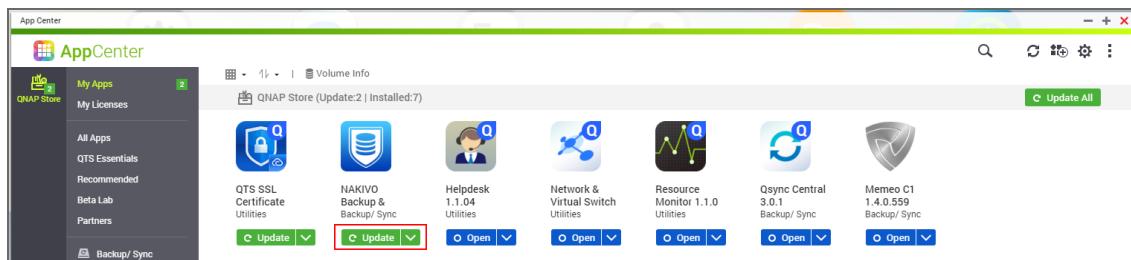 App Center
AppCenter
2
QNAP Store
My Apps 2
My Licenses
All Apps
QTS Essentials
Recommended
Beta Lab
Partners
Backup/ Sync
Volume Info
QNAP Store (Update:2 | Installed:7)
Update All
QTS SSL
Certificate
Utilities
Update
NAKIVO
Backup &
Backup/ Sync
Update
Helpdesk
1.1.04
Utilities
Open
Network &
Virtual Switch
Utilities
Open
Resource
Monitor 1.1.0
Utilities
Open
Qsync Central
3.0.1
Backup/ Sync
Open
Memeo C1
1.4.0.559
Backup/ Sync
Open